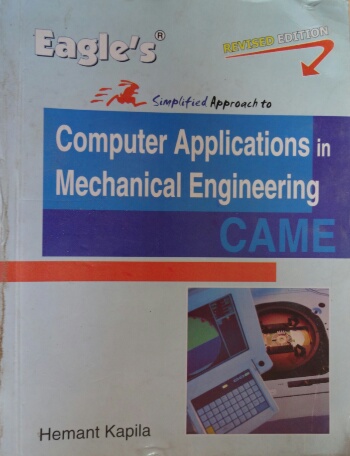 Eagle's®
REVISED EDITION
Simplified Approach to
Computer Applications in
Mechanical Engineering
CAME
Hemant Kapila